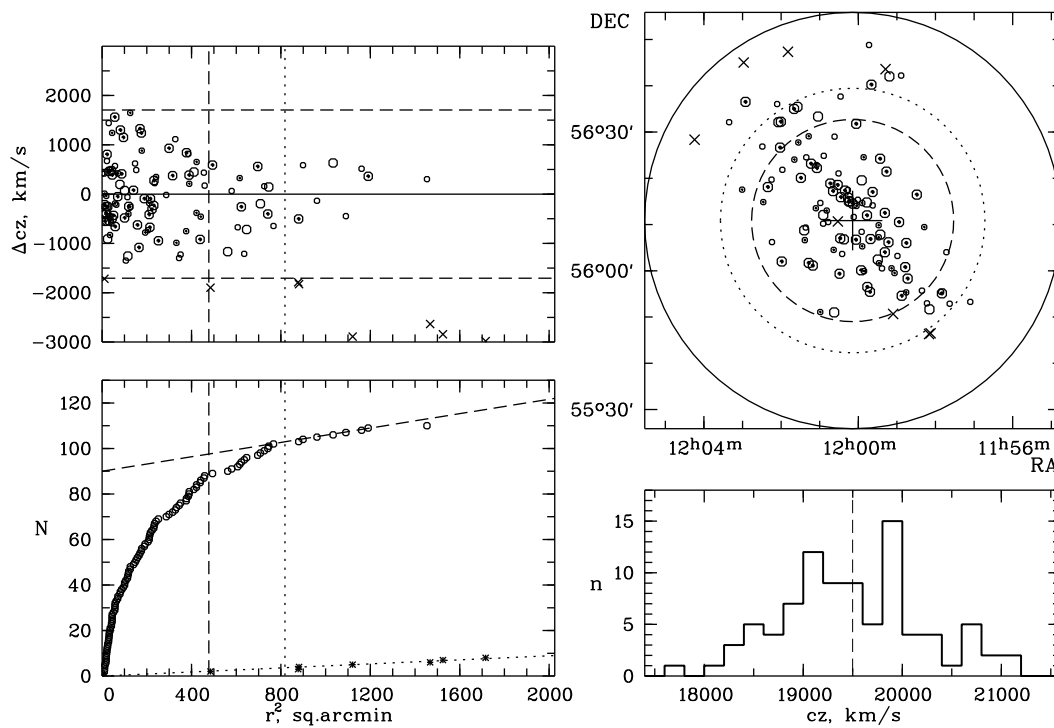 2000
1000
0
−1000
−2000
−3000
Δcz, km/s
120
100
80
60
40
20
0
N
0 400 800 1200 1600 2000
r,² sq.arcmin
DEC
56°30'
56°00'
55°30'
12ʰ04ᵐ 12ʰ00ᵐ 11ʰ56ᵐ
RA
15
10
5
0
n
18000 19000 20000 21000
cz, km/s